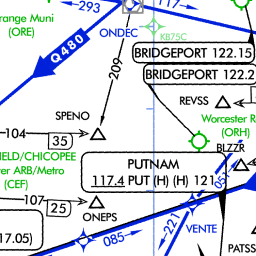 range Muni
(ORE)
293
117
ONDEC
KB75C
Q480
BRIDGEPORT 122.15
BRIDGEPORT 122.2
209
REVSS
SPENO
Worcester R
(ORH)
104
35
BLZZR
IELD/CHICOPEE
ver ARB/Metro
(CEF)
PUTNAM
117.4 PUT (H) (H) 121
051
107
25
ONEPS
221
VENTE
17.05)
085
PATSS